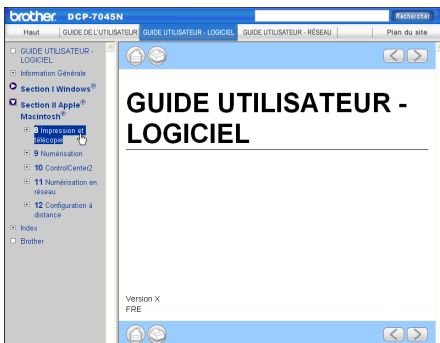 brother. DCP-7045N
Rechercher
Haut
GUIDE DE L'UTILISATEUR
GUIDE UTILISATEUR - LOGICIEL
GUIDE UTILISATEUR - RÉSEAU
Plan du site
GUIDE UTILISATEUR -
LOGICIEL
Information Générale
Section I Windows®
Section II Apple®
Macintosh®
8 Impression et
télécopie
9 Numérisation
10 ControlCenter2
11 Numérisation en
réseau
12 Configuration à
distance
Index
Brother
GUIDE UTILISATEUR -
LOGICIEL
Version X
FRE